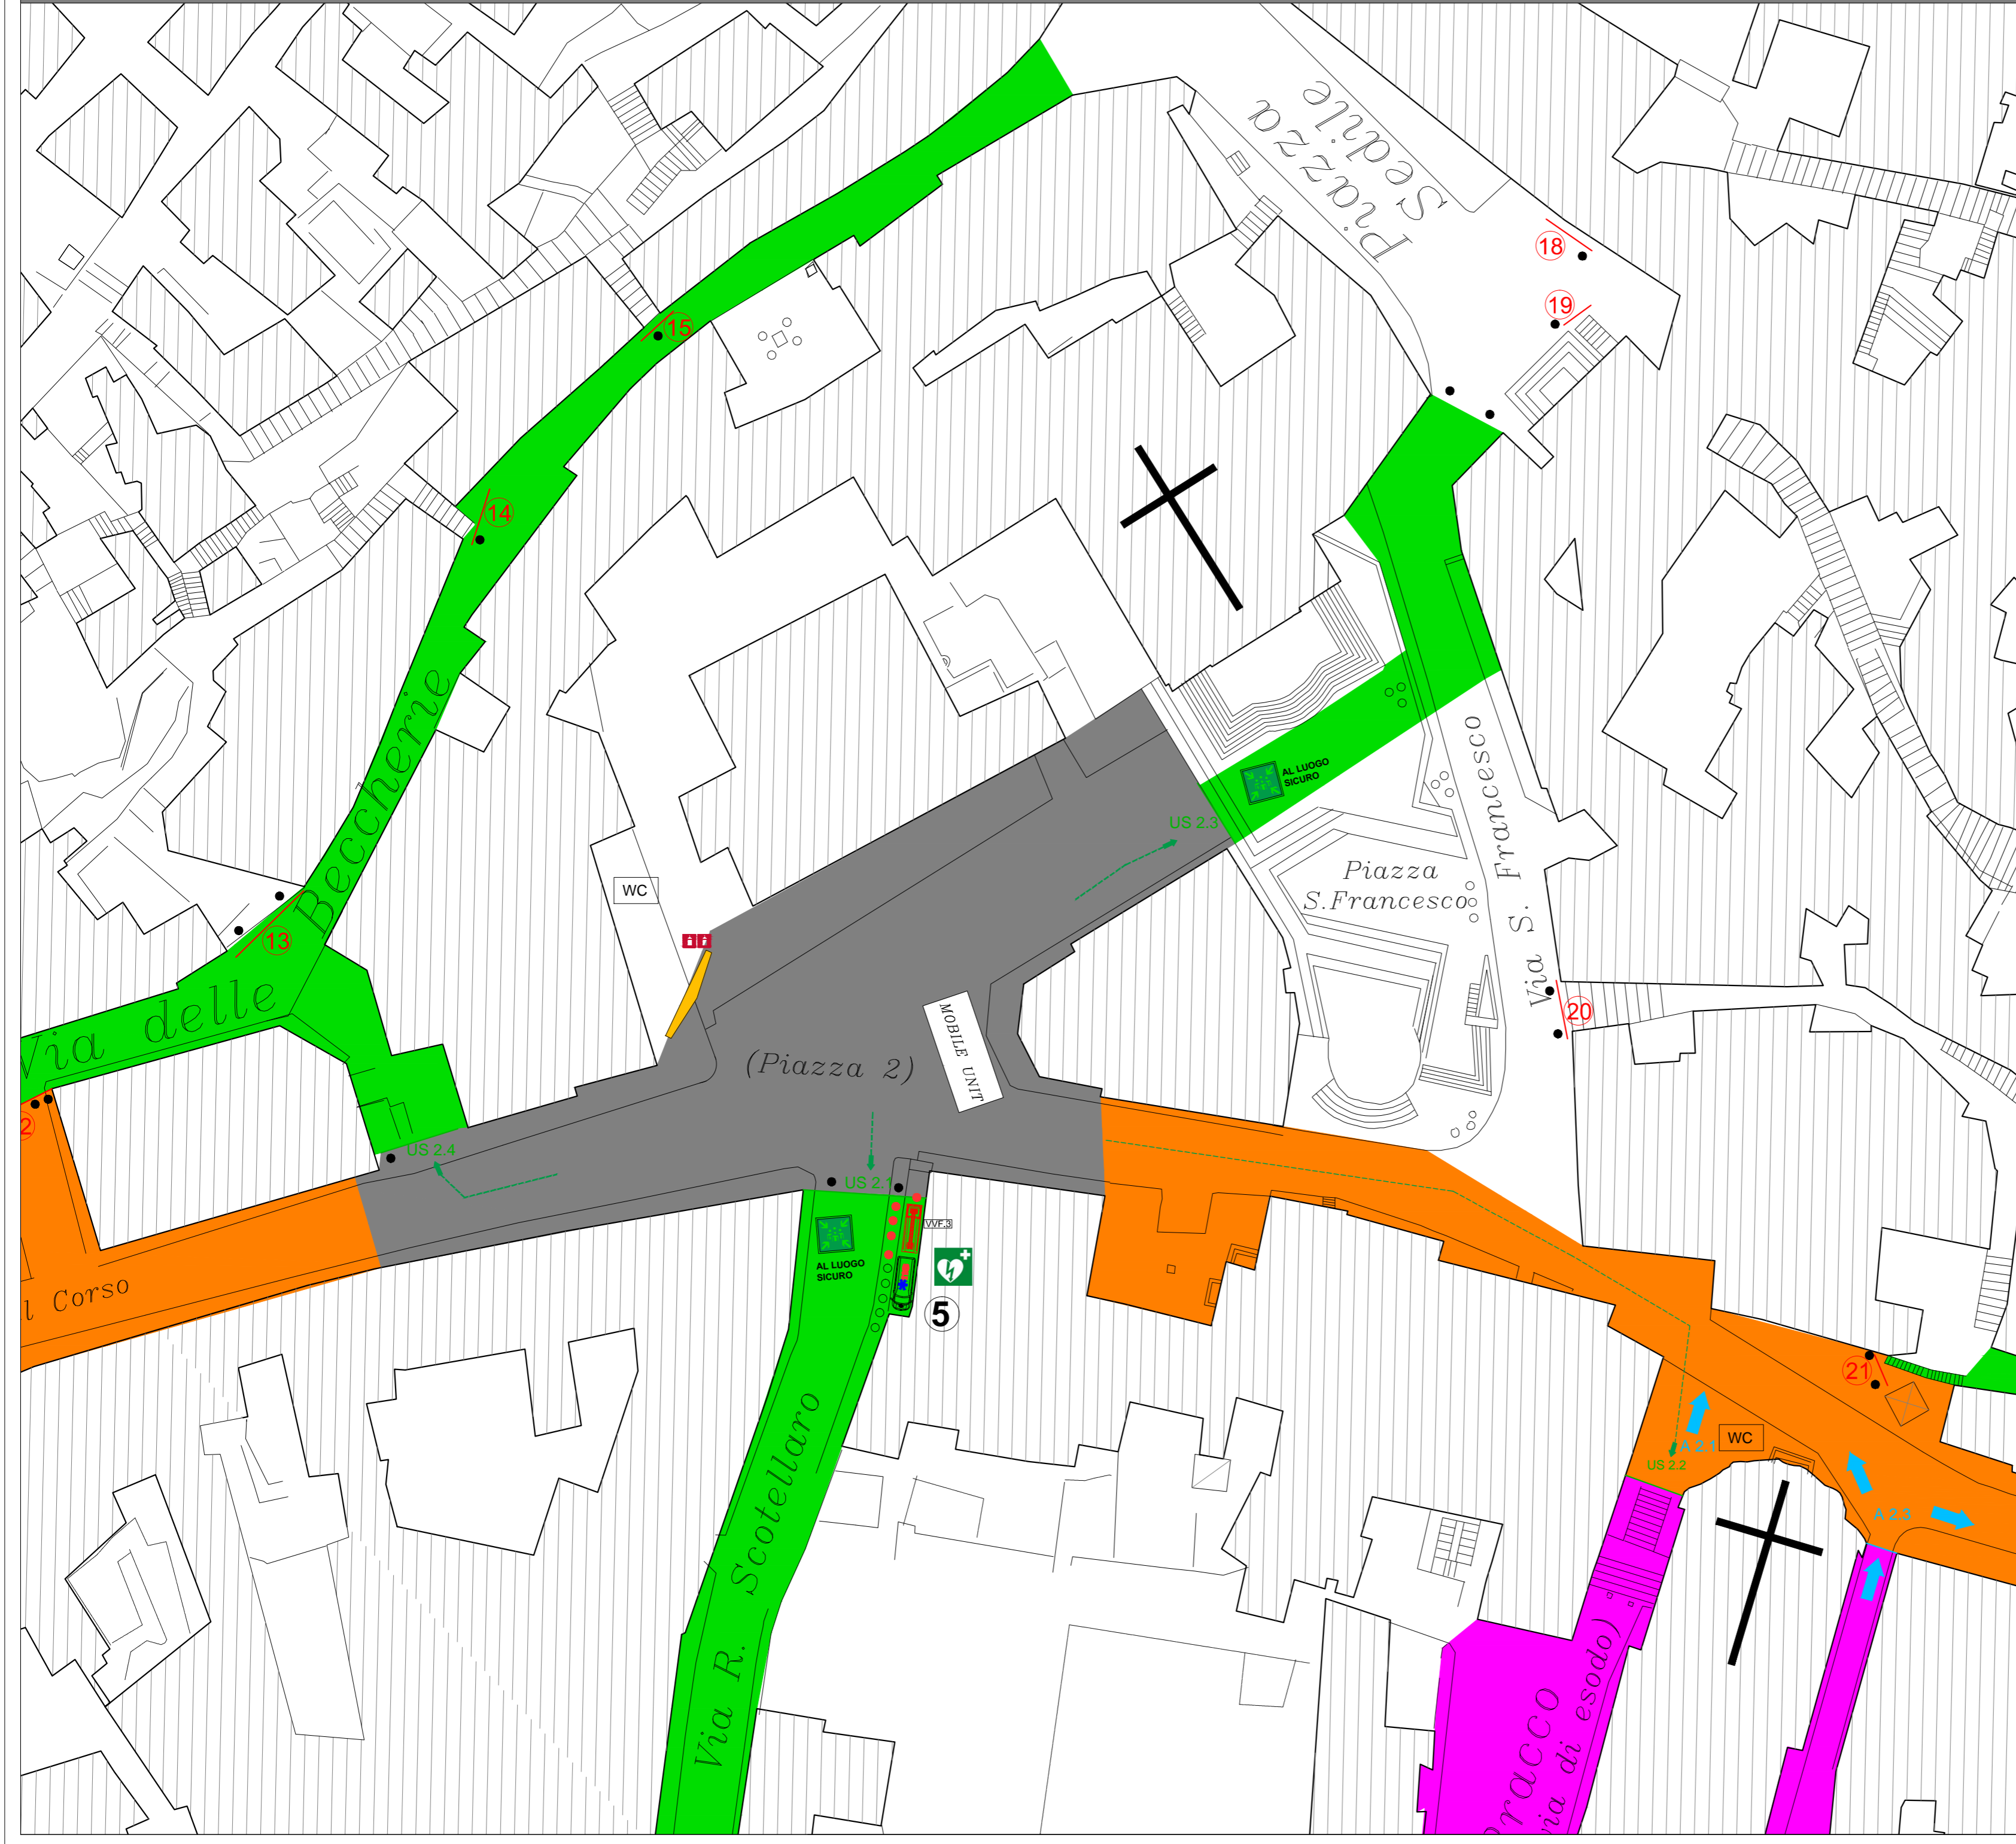 Piazza
Sedile
18
19
15
14
Via delle
Beccherie
13
AL LUOGO
SICURO
US 2.3
Via S. Francesco
Piazza
S.Francesco
WC
20
MOBILE UNIT
(Piazza 2)
2
US 2.4
US 2.1
VVF.3
AL LUOGO
SICURO
5
l Corso
21
A 2.1
WC
US 2.2
A 2.3
Via R. Scotellaro
racco
via di esodo)